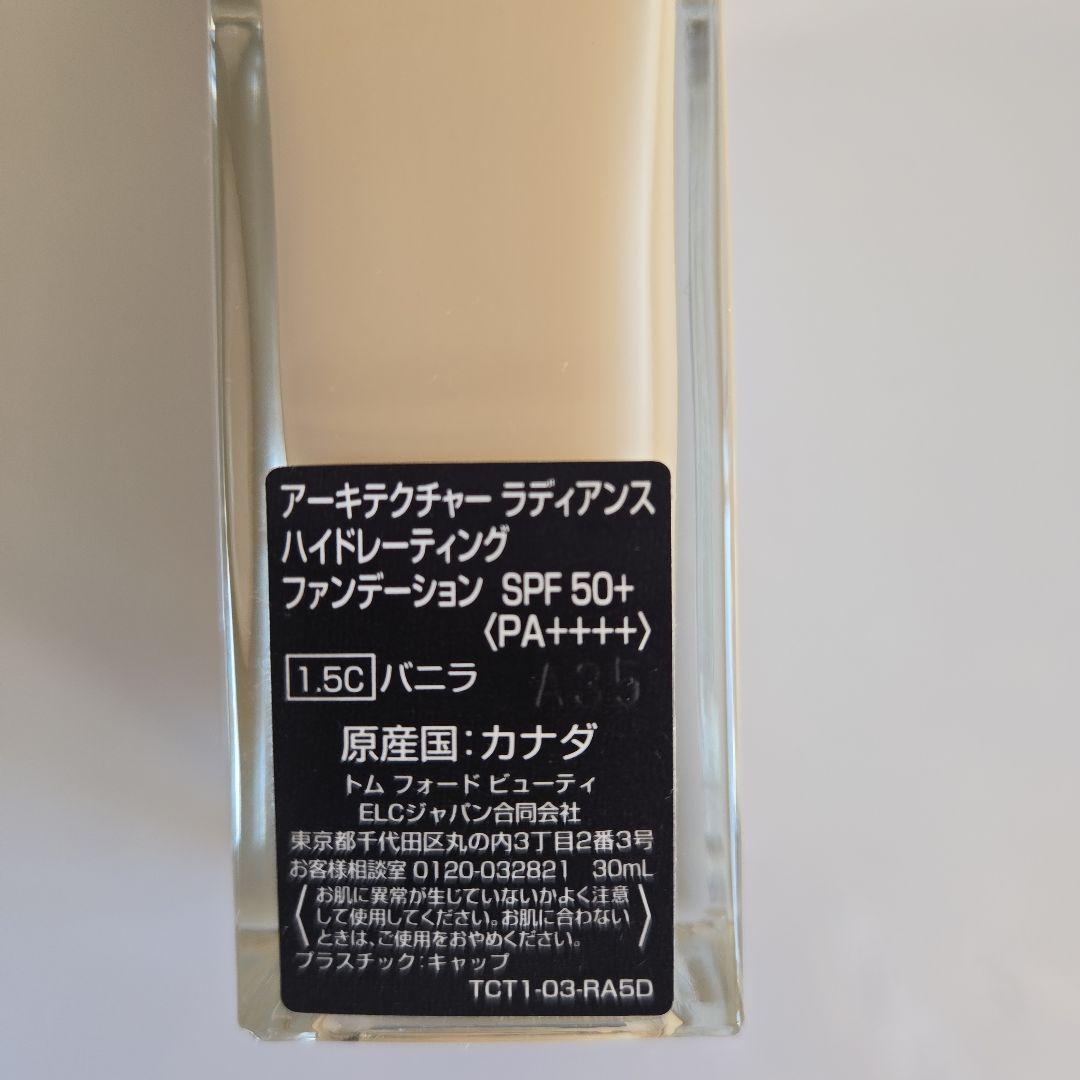 アーキテクチャー ラディアンス
ハイドレーティング
ファンデーション SPF 50+
〈PA++++〉
1.5C バニラ A35
原産国:カナダ
トム フォード ビューティ
ELCジャパン合同会社
東京都千代田区丸の内3丁目2番3号
お客様相談室 0120-032821 30mL
お肌に異常が生じていないかよく注意
して使用してください。お肌に合わない
ときは、ご使用をおやめください。
プラスチック:キャップ
TCT1-03-RA5D